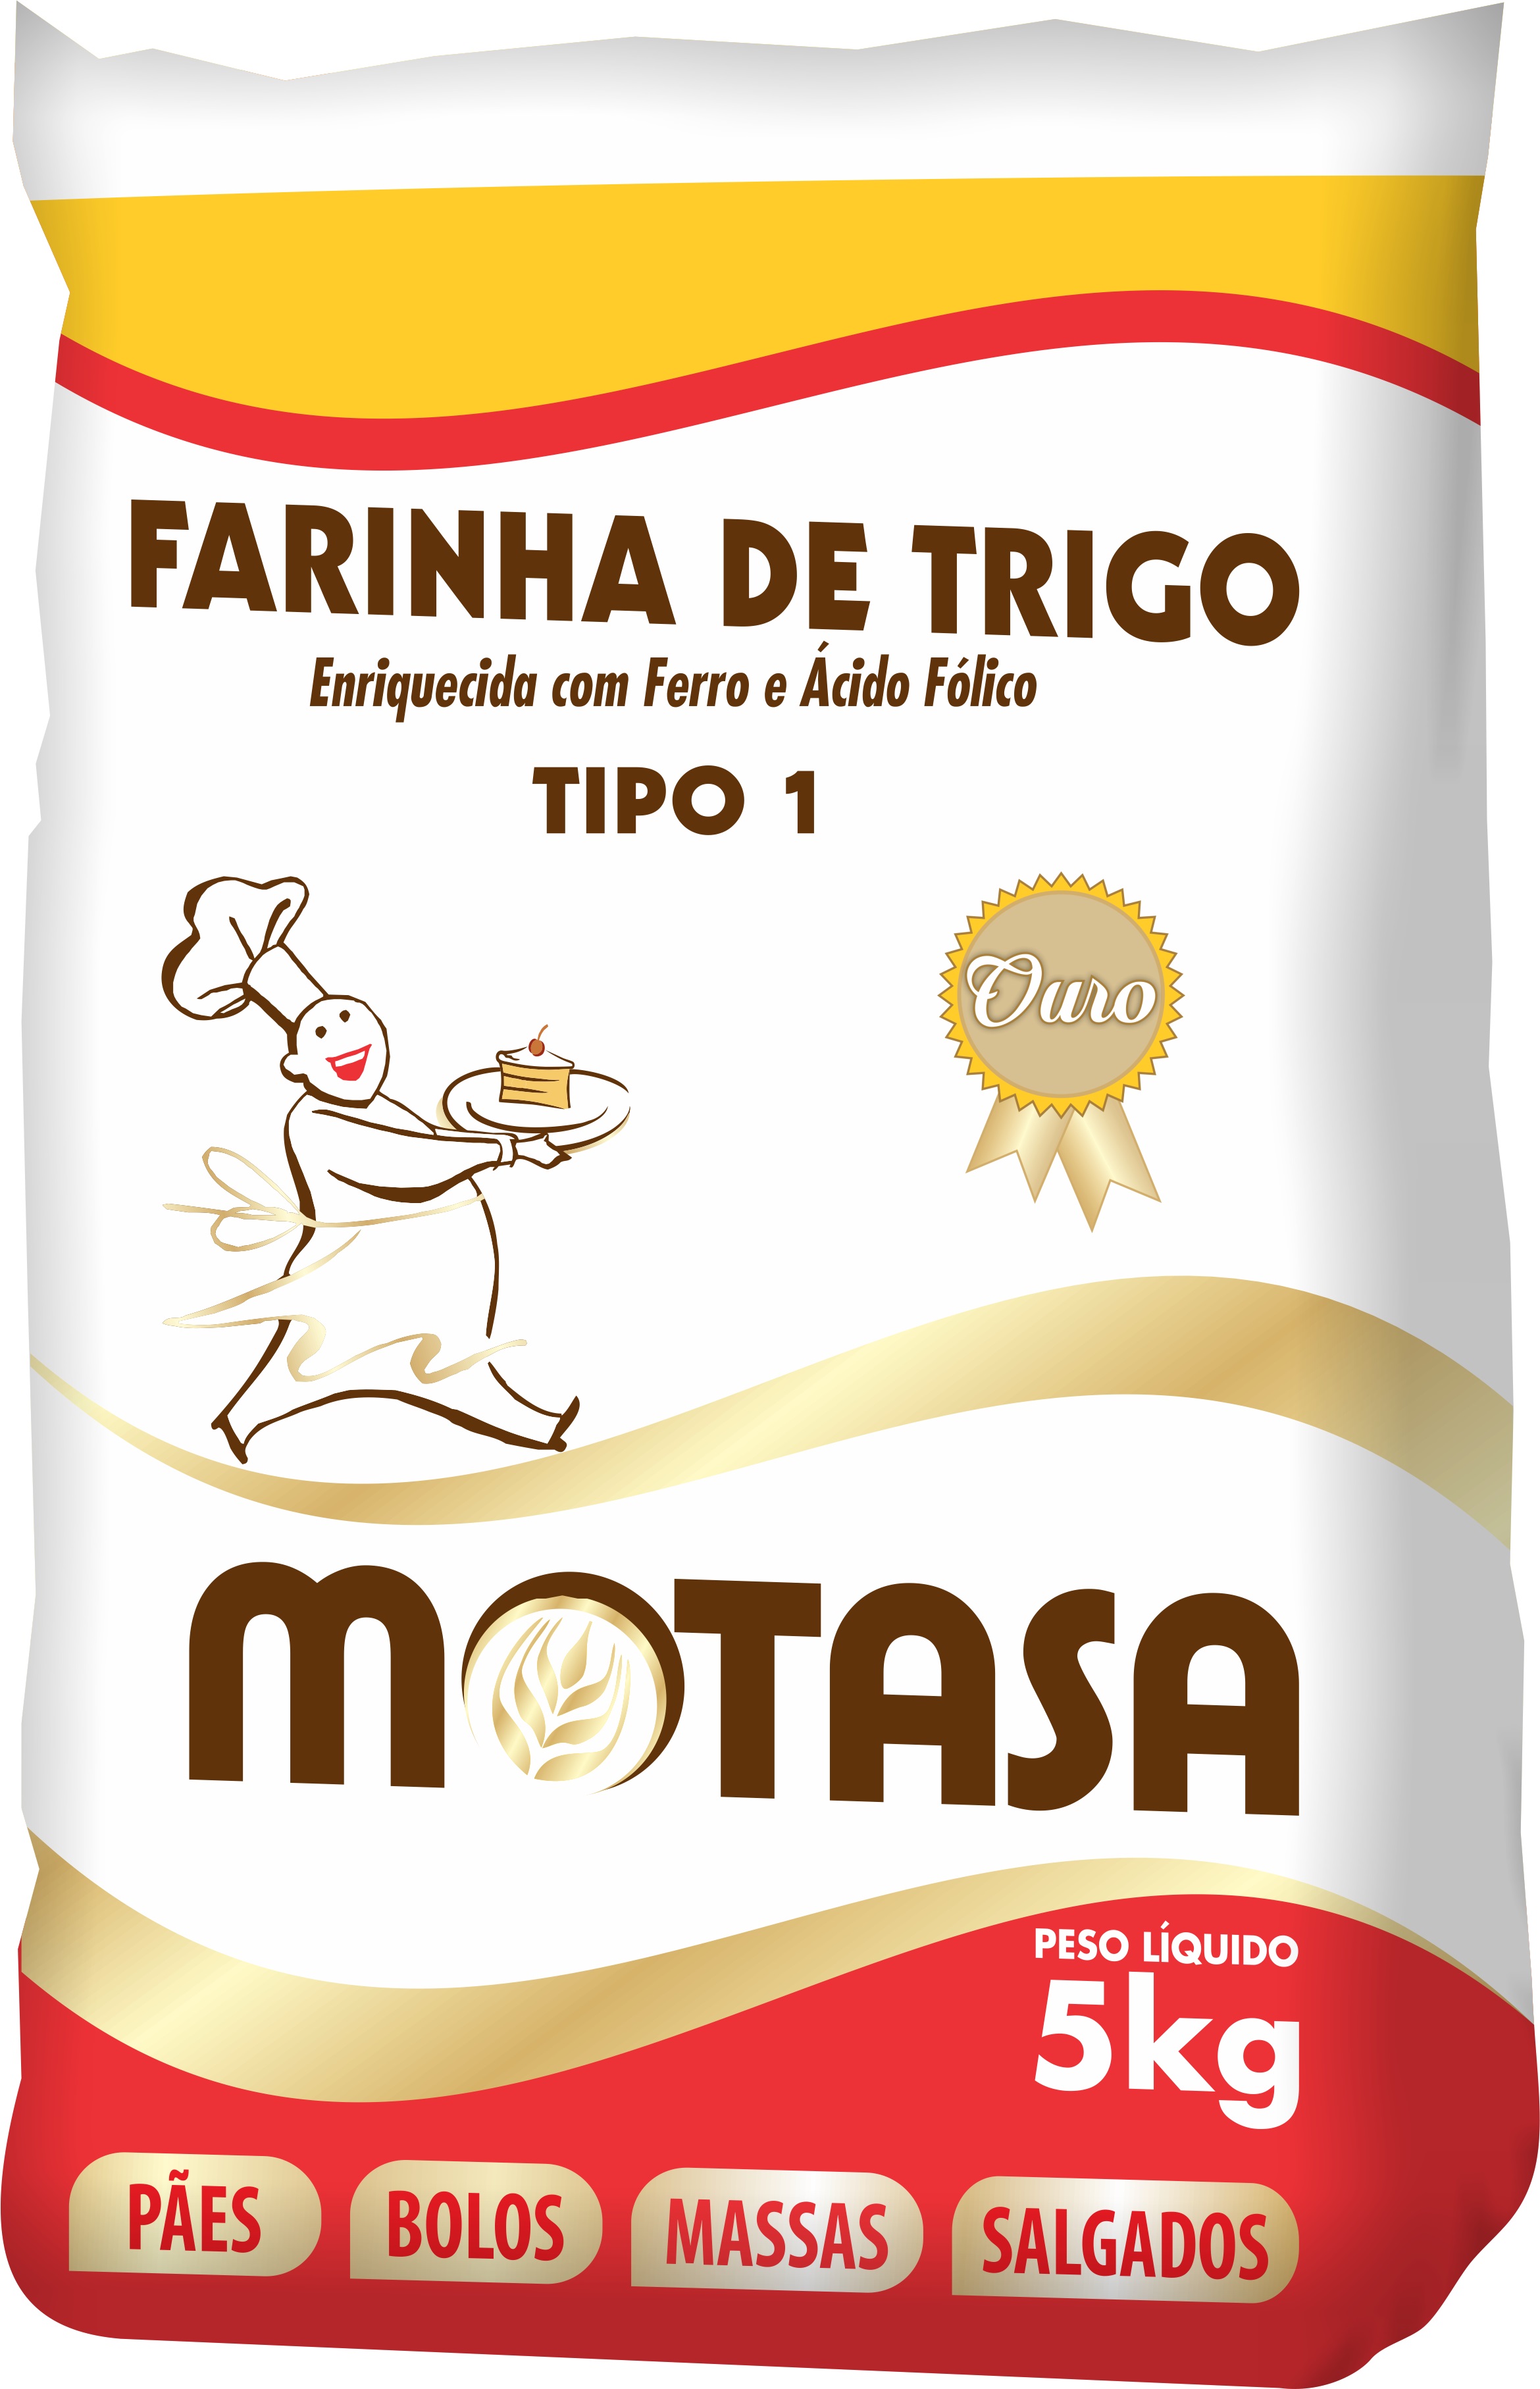 FARINHA DE TRIGO
Enriquecida com Ferro e Ácido Fólico
TIPO 1
Ouro
MOTASA
PESO LÍQUIDO
5kg
PÃES BOLOS MASSAS SALGADOS